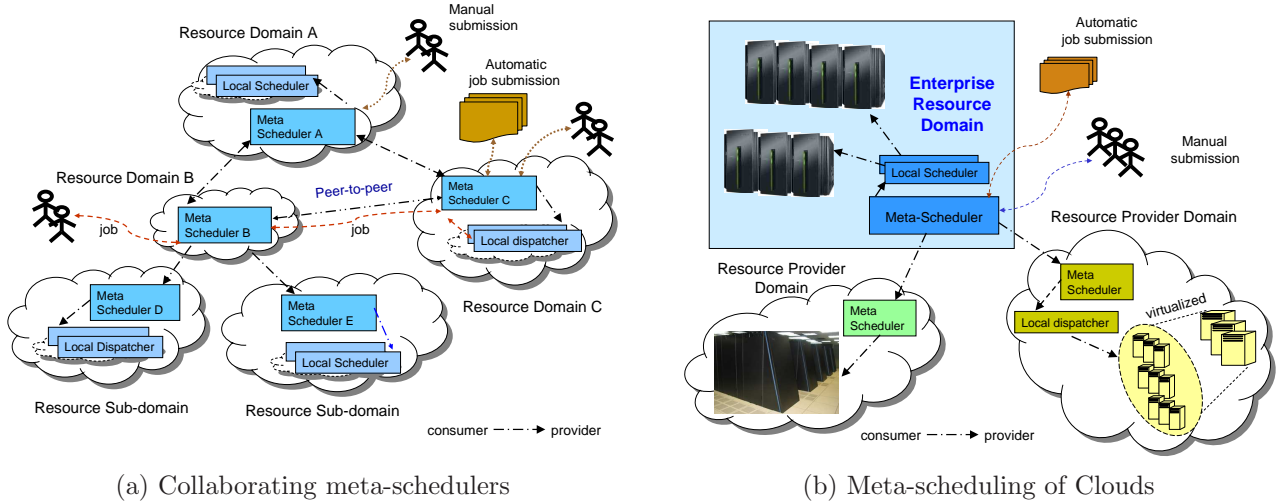 Resource Domain A
Manual
submission
Local Scheduler
Meta
Scheduler A
Automatic
job submission
Resource Domain B
Peer-to-peer
Meta
Scheduler C
Meta
Scheduler B
job
job
Local dispatcher
Resource Domain C
Meta
Scheduler D
Local Dispatcher
Meta
Scheduler E
Local Scheduler
Resource Sub-domain
Resource Sub-domain
consumer
provider
(a) Collaborating meta-schedulers
Automatic
job submission
Enterprise
Resource
Domain
Manual
submission
Local Scheduler
Meta-Scheduler
Resource Provider Domain
Resource Provider
Domain
Meta
Scheduler
Meta
Scheduler
Local dispatcher
virtualized
consumer
provider
(b) Meta-scheduling of Clouds